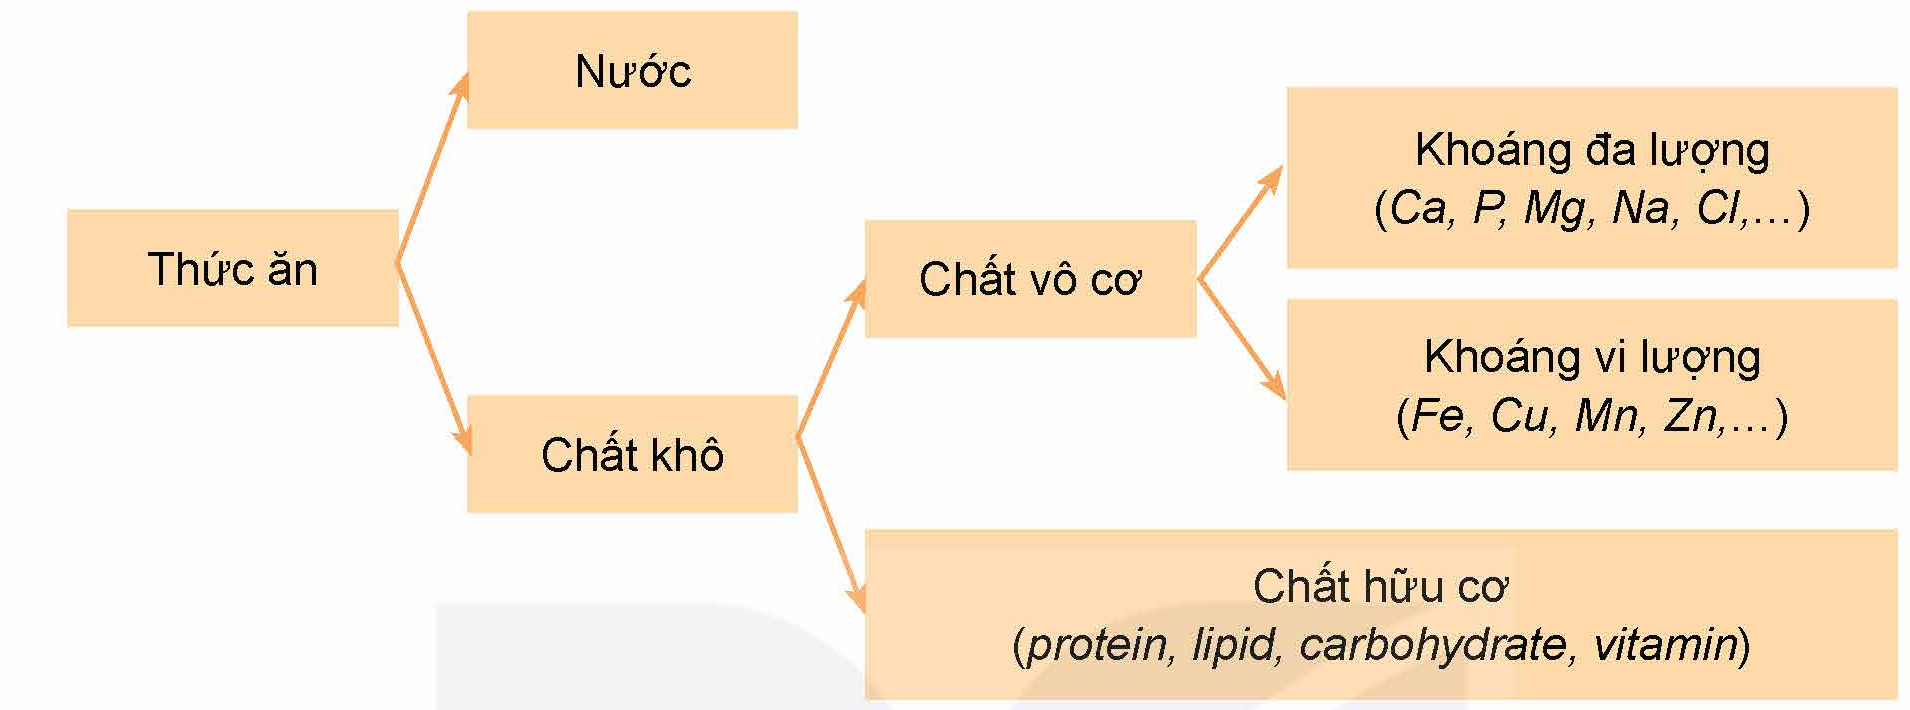 Nước
Thức ăn
Chất khô
Chất vô cơ
Khoáng đa lượng
(Ca, P, Mg, Na, Cl,...)
Khoáng vi lượng
(Fe, Cu, Mn, Zn,...)
Chất hữu cơ
(protein, lipid, carbohydrate, vitamin)